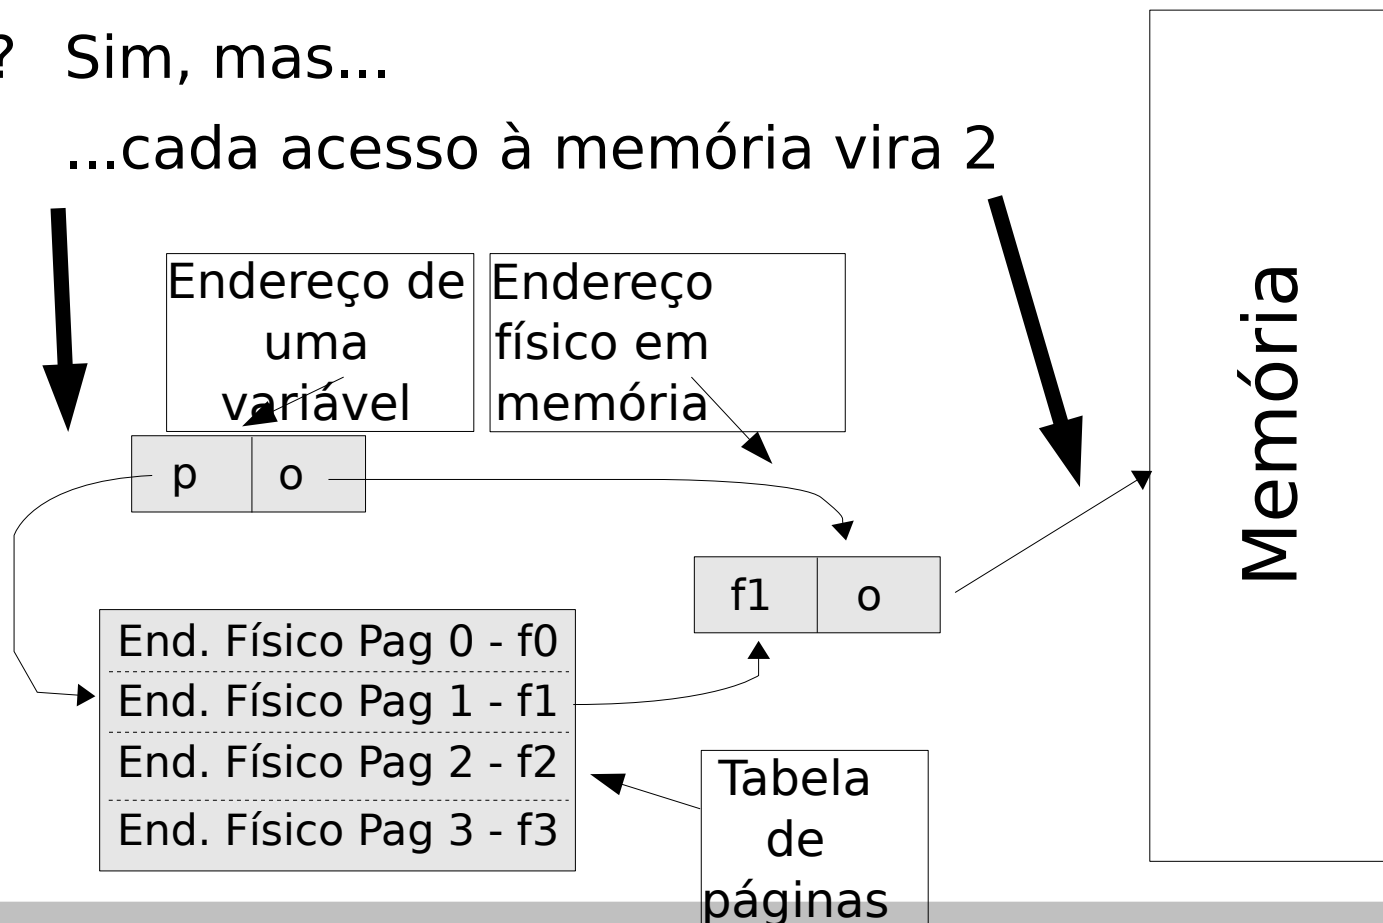 ? Sim, mas...
...cada acesso à memória vira 2
Endereço de
uma
variável
Endereço
físico em
memória
p o
f1 o
End. Físico Pag 0 - f0
End. Físico Pag 1 - f1
End. Físico Pag 2 - f2
End. Físico Pag 3 - f3
Tabela
de
páginas
Memória